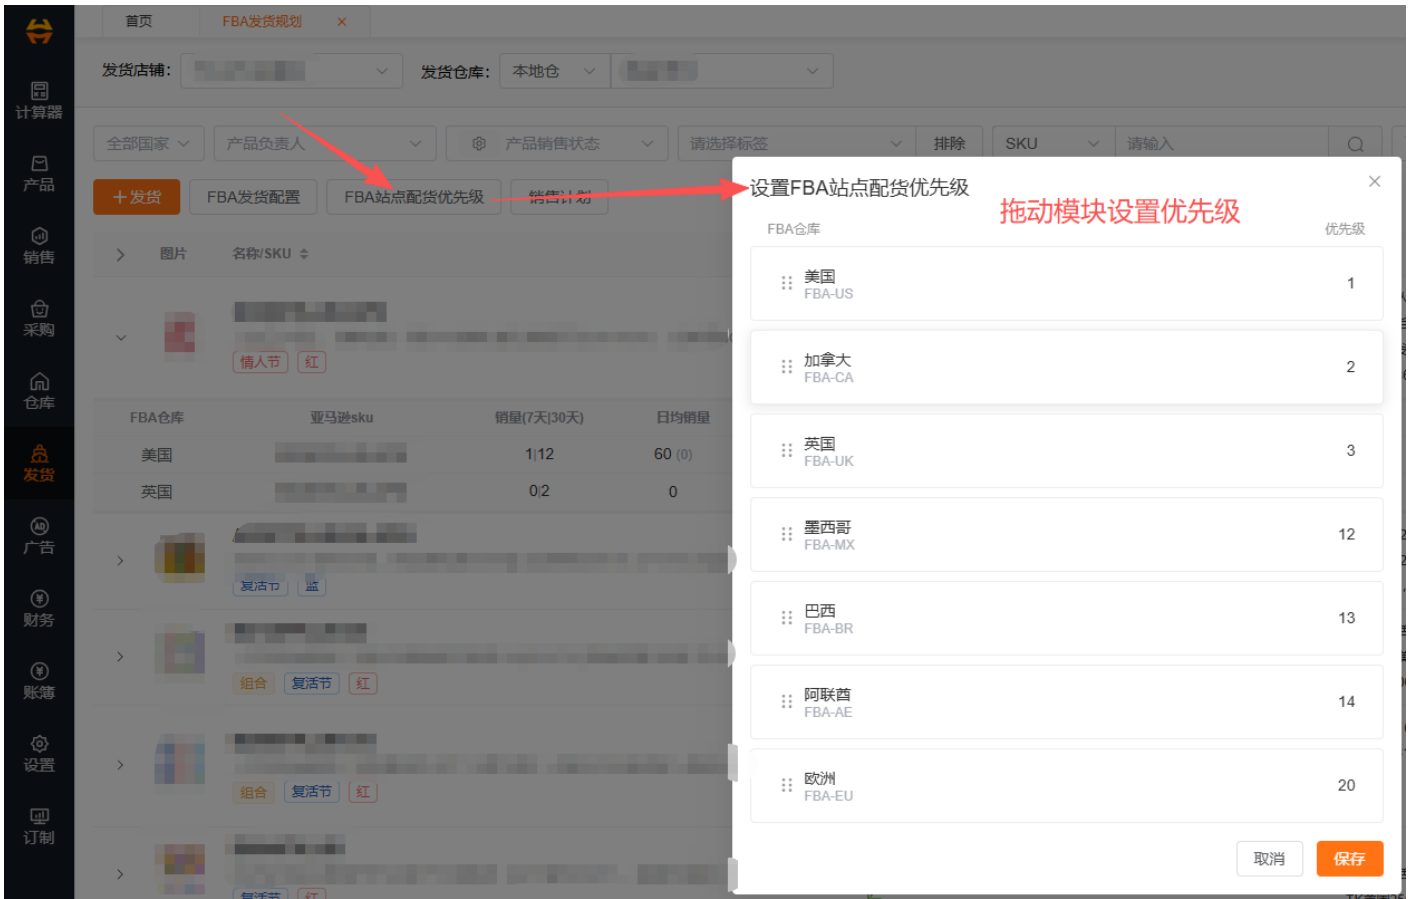 首页
FBA发货规划
发货店铺:
发货仓库:
本地仓
计算器
产品
销售
采购
仓库
发货
广告
财务
账簿
设置
订制
全部国家
产品负责人
产品销售状态
请选择标签
排除
SKU
请输入
+发货
FBA发货配置
FBA站点配货优先级
销售计划
图片
名称/SKU
情人节
红
FBA仓库
亚马逊sku
销量(7天|30天)
日均销量
美国
1|12
60 (0)
英国
0|2
0
复活节
蓝
组合
复活节
红
组合
复活节
红
复活节
红
设置FBA站点配货优先级
拖动模块设置优先级
FBA仓库
优先级
美国
FBA-US
1
加拿大
FBA-CA
2
英国
FBA-UK
3
墨西哥
FBA-MX
12
巴西
FBA-BR
13
阿联酋
FBA-AE
14
欧洲
FBA-EU
20
取消
保存